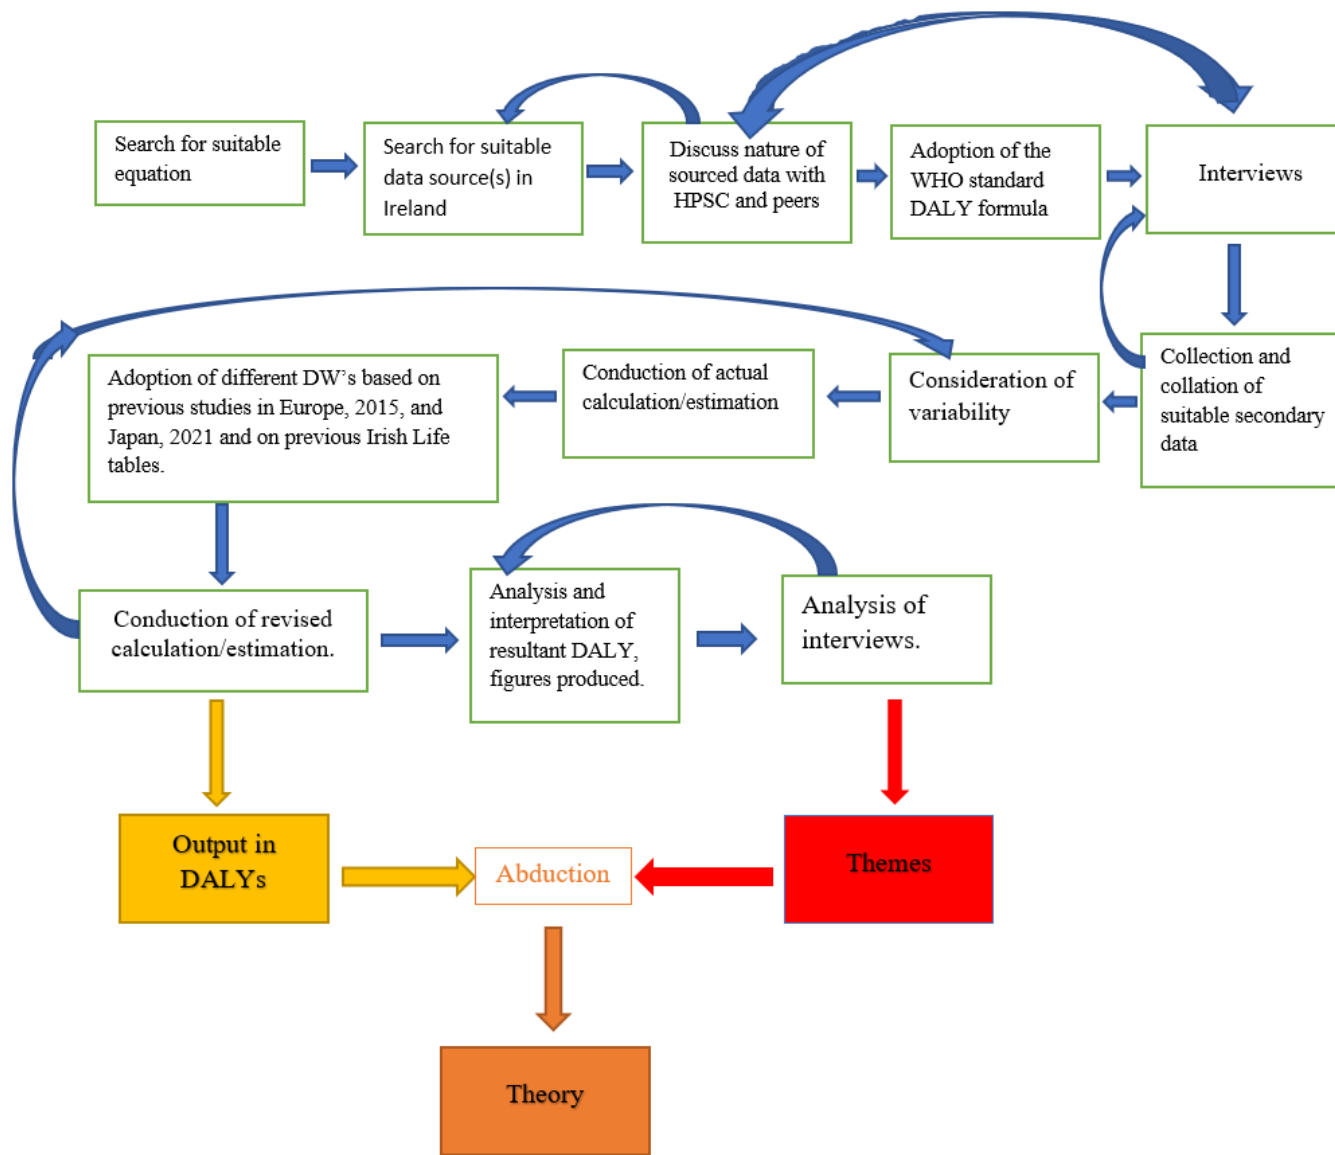 Search for suitable
equation
Search for suitable
data source(s) in
Ireland
Discuss nature of
sourced data with
HPSC and peers
Adoption of the
WHO standard
DALY formula
Interviews
Collection and
collation of
suitable secondary
data
Consideration of
variability
Conduction of actual
calculation/estimation
Adoption of different DW's based on
previous studies in Europe, 2015, and
Japan, 2021 and on previous Irish Life
tables.
Conduction of revised
calculation/estimation.
Analysis and
interpretation of
resultant DALY,
figures produced.
Analysis of
interviews.
Output in
DALYs
Abduction
Themes
Theory